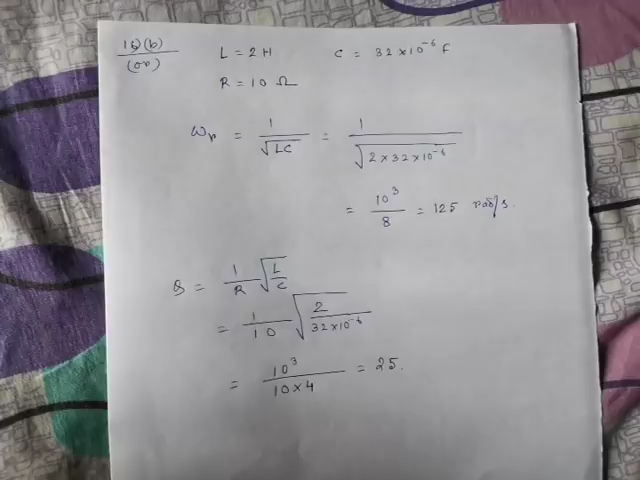 15)(b) L = 2 H C = 32×10⁻⁶ F
(or)
R = 10 Ω
ωᵣ = 1/√LC = 1/√2×32×10⁻⁶
= 10³/8 = 125 rad/s.
Q = 1/R √L/C
= 1/10 √2/32×10⁻⁶
= 10³/10×4 = 25.